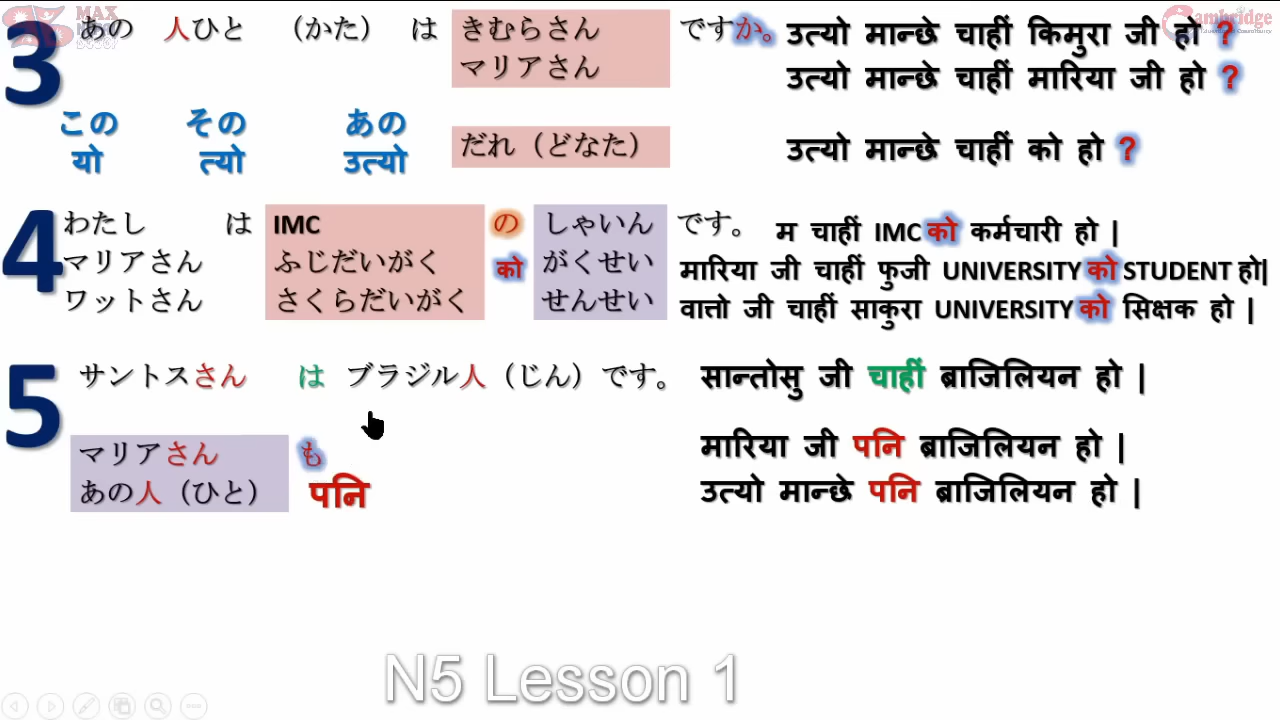 3
あの 人ひと （かた） は きむらさん ですか。 उत्यो मान्छे चाहीं किमुरा जी हो ?
マリアさん उत्यो मान्छे चाहीं मारिया जी हो ?
この その あの
यो त्यो उत्यो
だれ（どなた） उत्यो मान्छे चाहीं को हो ?
4
わたし は IMC の しゃいん です。 म चाहीं IMC को कर्मचारी हो |
マリアさん ふじだいがく को がくせい मारिया जी चाहीं फुजी UNIVERSITY को STUDENT हो|
ワットさん さくらだいがく せんせい वात्तो जी चाहीं साकुरा UNIVERSITY को सिक्षक हो |
5
サントスさん は ブラジル人（じん）です。 सान्तोसु जी चाहीं ब्राजिलियन हो |
マリアさん も मारिया जी पनि ब्राजिलियन हो |
あの人（ひと） पनि उत्यो मान्छे पनि ब्राजिलियन हो |
N5 Lesson 1
MAX
Cambridge